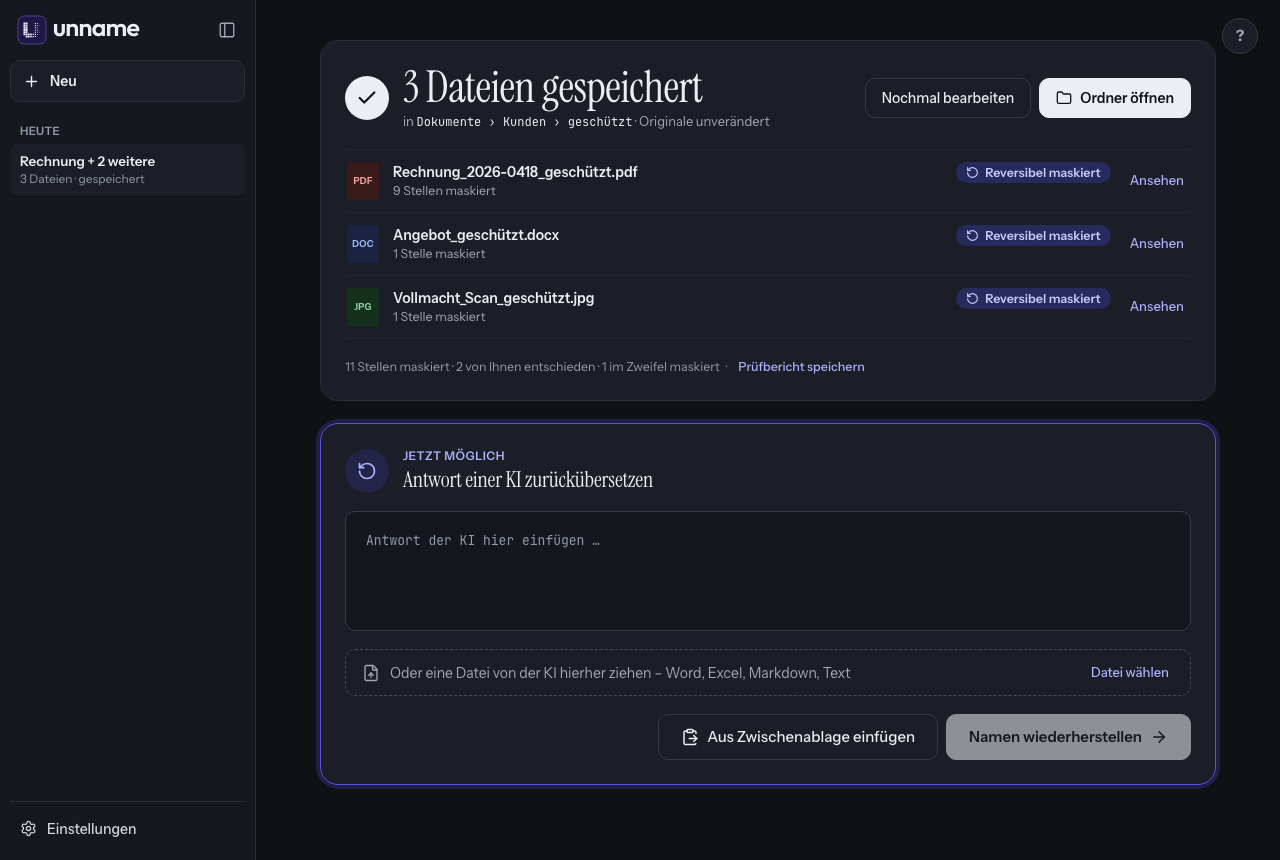 unname
?
Neu
HEUTE
Rechnung + 2 weitere
3 Dateien · gespeichert
3 Dateien gespeichert
in Dokumente › Kunden › geschützt · Originale unverändert
Nochmal bearbeiten
Ordner öffnen
PDF
Rechnung_2026-0418_geschützt.pdf
9 Stellen maskiert
Reversibel maskiert
Ansehen
DOC
Angebot_geschützt.docx
1 Stelle maskiert
Reversibel maskiert
Ansehen
JPG
Vollmacht_Scan_geschützt.jpg
1 Stelle maskiert
Reversibel maskiert
Ansehen
11 Stellen maskiert · 2 von Ihnen entschieden · 1 im Zweifel maskiert · Prüfbericht speichern
JETZT MÖGLICH
Antwort einer KI zurückübersetzen
Antwort der KI hier einfügen …
Oder eine Datei von der KI hierher ziehen – Word, Excel, Markdown, Text
Datei wählen
Aus Zwischenablage einfügen
Namen wiederherstellen
Einstellungen